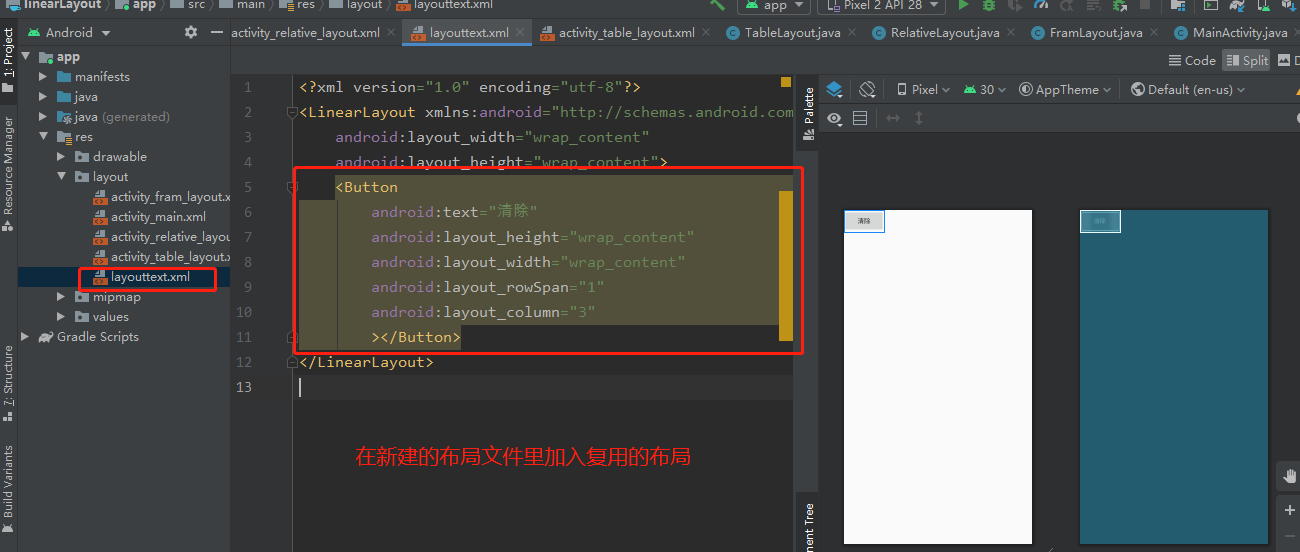 linearLayout app src main res layout layouttext.xml app Pixel 2 API 28
Android activity_relative_layout.xml layouttext.xml activity_table_layout.xml TableLayout.java RelativeLayout.java FramLayout.java MainActivity.java
Code Split
1: Project
Resource Manager
7: Structure
Build Variants
app
manifests
java
java (generated)
res
drawable
layout
activity_fram_layout.x
activity_main.xml
activity_relative_layou
activity_table_layout.x
layouttext.xml
mipmap
values
Gradle Scripts
1 <?xml version="1.0" encoding="utf-8"?>
2 <LinearLayout xmlns:android="http://schemas.android.com
3 android:layout_width="wrap_content"
4 android:layout_height="wrap_content">
5 <Button
6 android:text="清除"
7 android:layout_height="wrap_content"
8 android:layout_width="wrap_content"
9 android:layout_rowSpan="1"
10 android:layout_column="3"
11 ></Button>
12 </LinearLayout>
13
在新建的布局文件里加入复用的布局
Palette
nent Tree
Pixel 30 AppTheme Default (en-us)
清除
清除